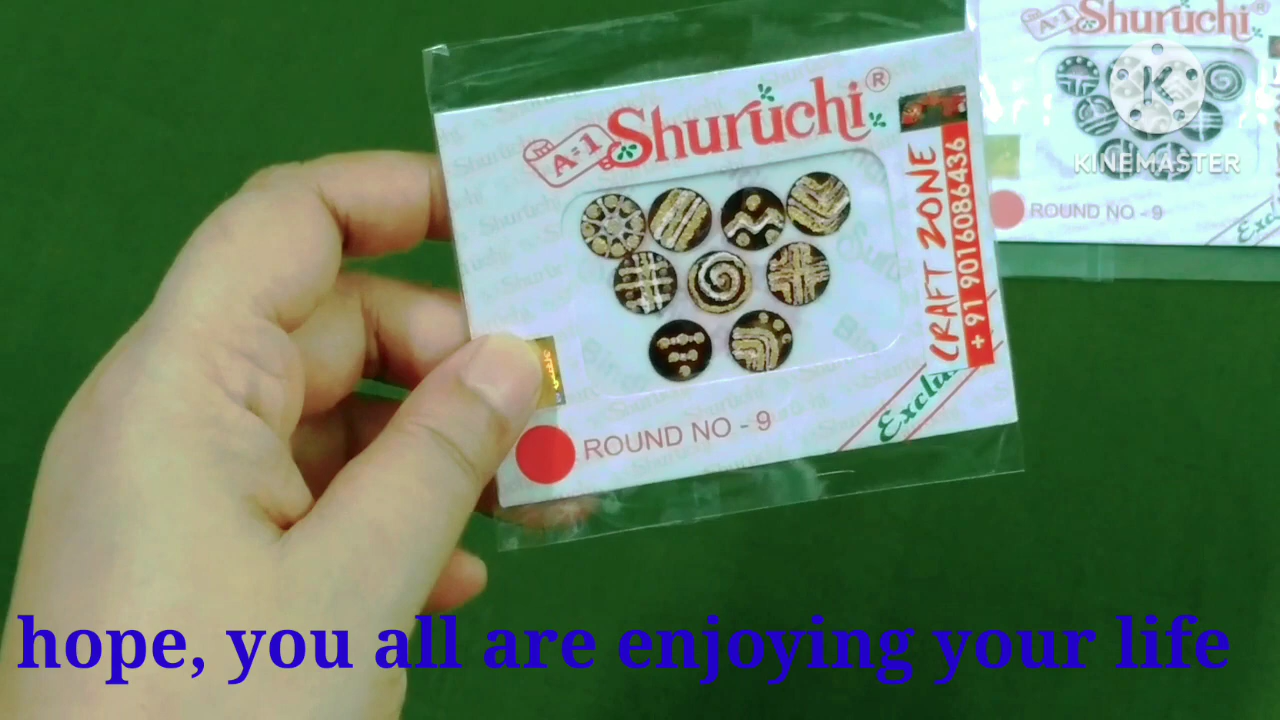 A-1 Shuruchi ®
CRAFT ZONE
+ 91 9016086436
ROUND NO - 9
A-1 Shuruchi ®
KINEMASTER
ROUND NO - 9
hope, you all are enjoying your life